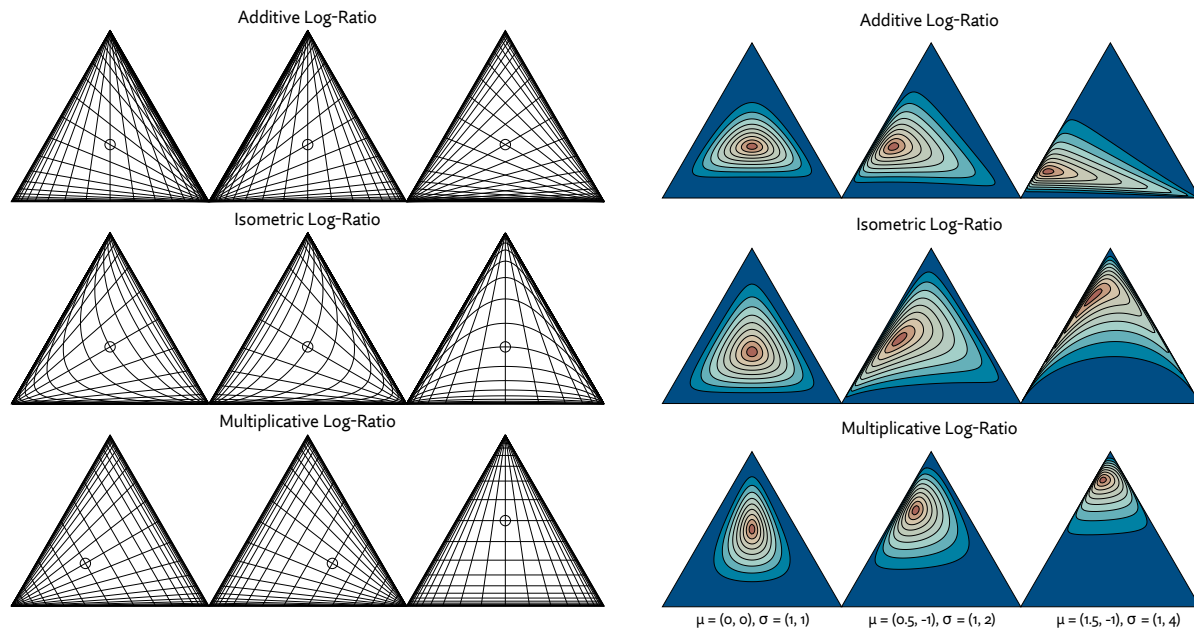 Additive Log-Ratio
Isometric Log-Ratio
Multiplicative Log-Ratio
Additive Log-Ratio
Isometric Log-Ratio
Multiplicative Log-Ratio
μ = (0, 0), σ = (1, 1)
μ = (0.5, -1), σ = (1, 2)
μ = (1.5, -1), σ = (1, 4)